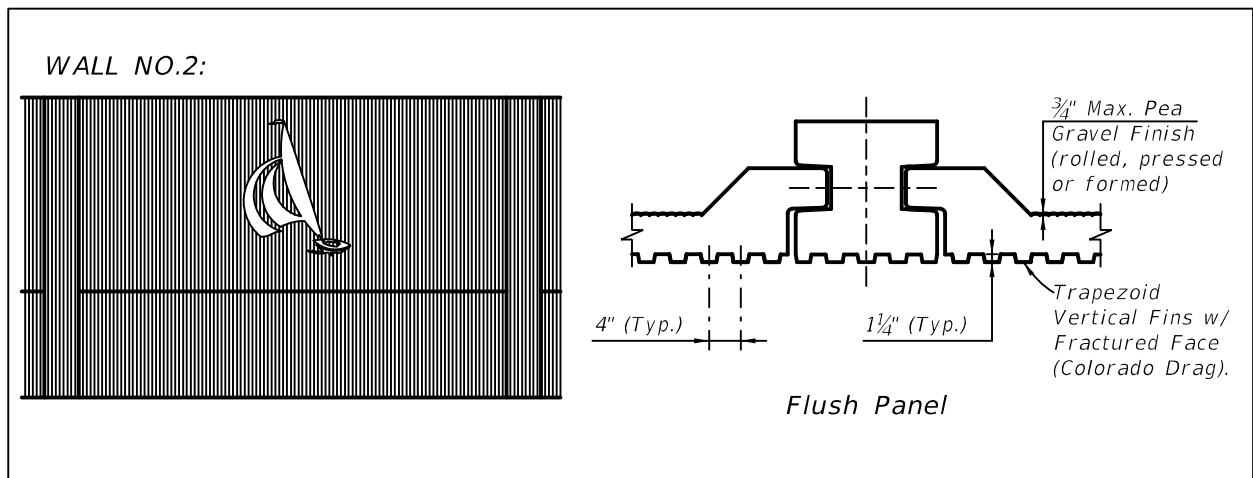 WALL NO.2:
¾" Max. Pea
Gravel Finish
(rolled, pressed
or formed)
4" (Typ.)
1¼" (Typ.)
Trapezoid
Vertical Fins w/
Fractured Face
(Colorado Drag).
Flush Panel